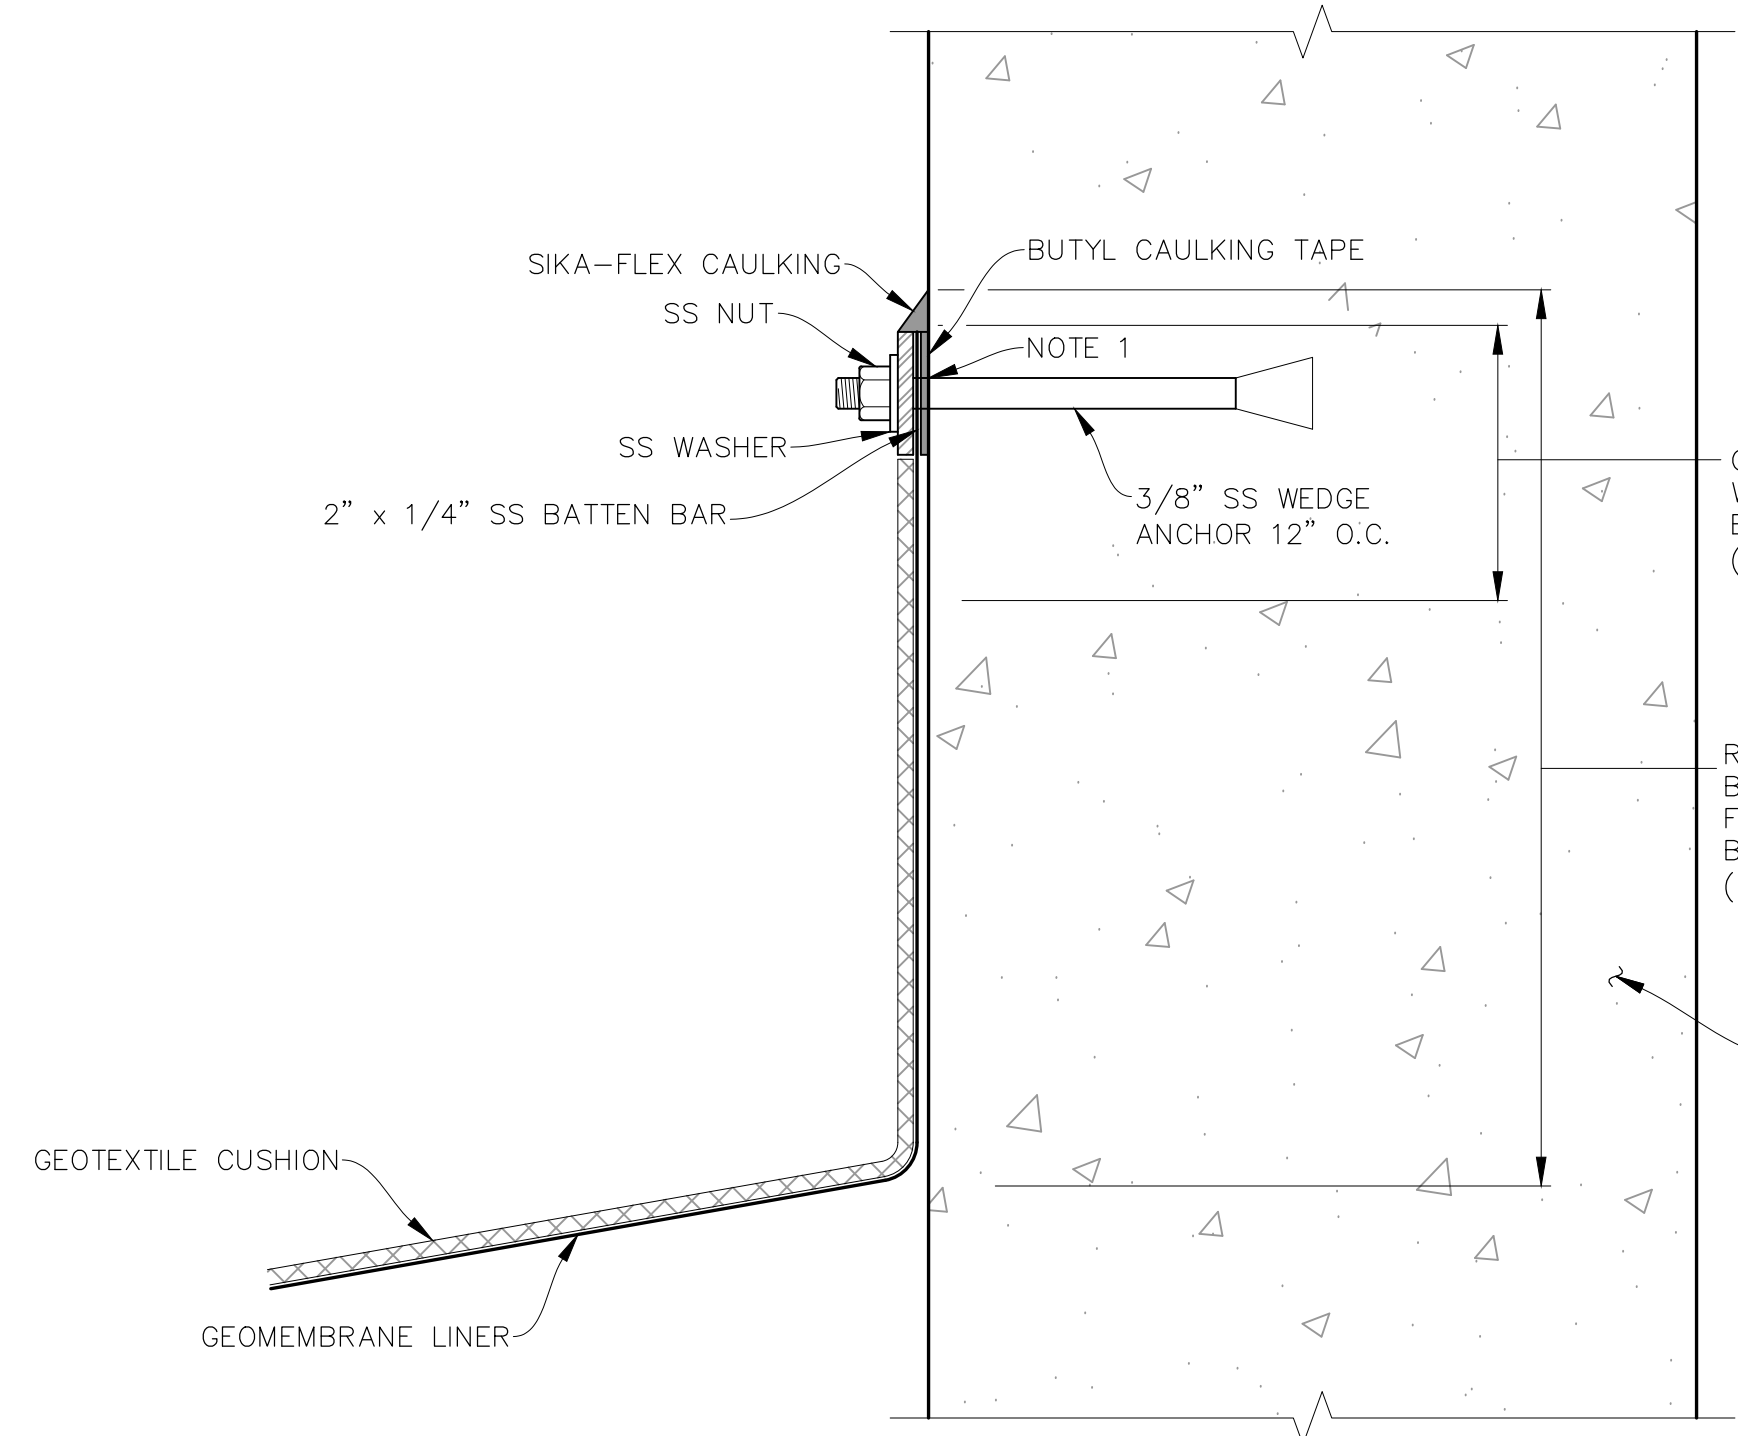 SIKA-FLEX CAULKING
SS NUT
BUTYL CAULKING TAPE
NOTE 1
SS WASHER
2” x 1/4” SS BATTEN BAR
3/8” SS WEDGE
ANCHOR 12” O.C.
GEOTEXTILE CUSHION
GEOMEMBRANE LINER